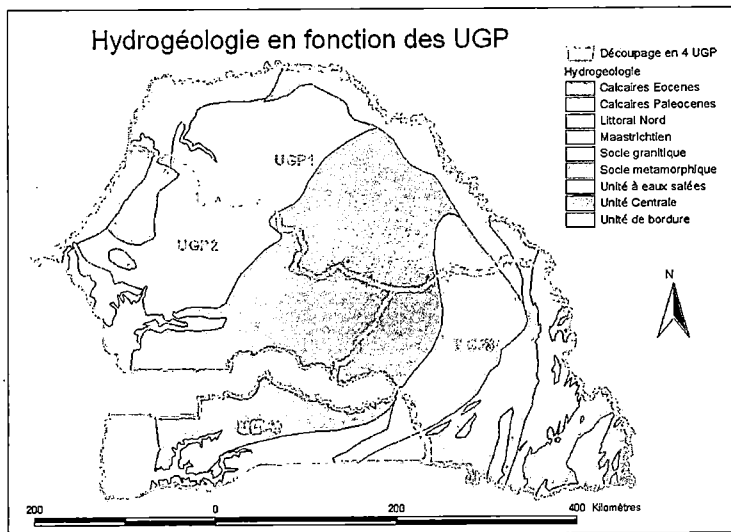 Hydrogéologie en fonction des UGP
Découpage en 4 UGP
Hydrogeologie
Calcaires Eocenes
Calcaires Paleocenes
Littoral Nord
Maastrichtien
Socle granitique
Socle metamorphique
Unité à eaux salées
Unité Centrale
Unité de bordure
UGP1
UGP2
N
200 0 200 400 Kilomètres